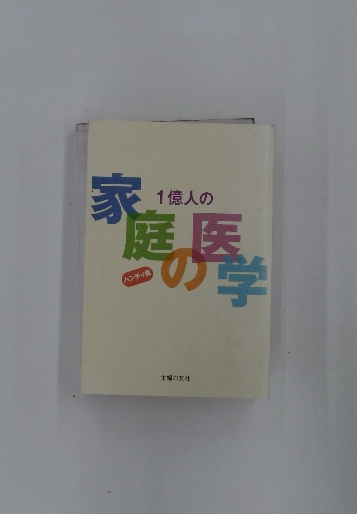 1億人の
家庭の医学
ハンディ版
主婦の友社